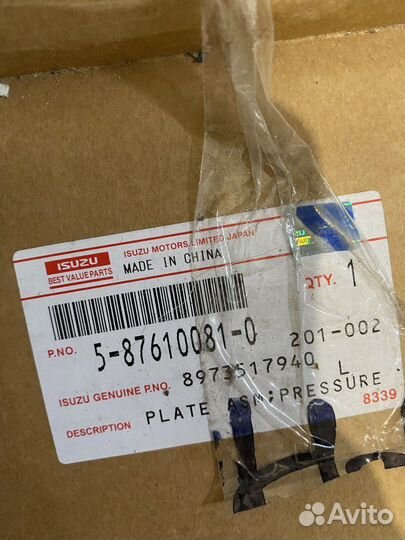 ISUZU
BEST VALUE PARTS
ISUZU MOTORS LIMITED JAPAN
MADE IN CHINA
QTY. 1
P.NO. 5-87610081-0 201-002
ISUZU GENUINE P.NO. 8973517940 L
DESCRIPTION PLATE ASM;PRESSURE
8339
Avito